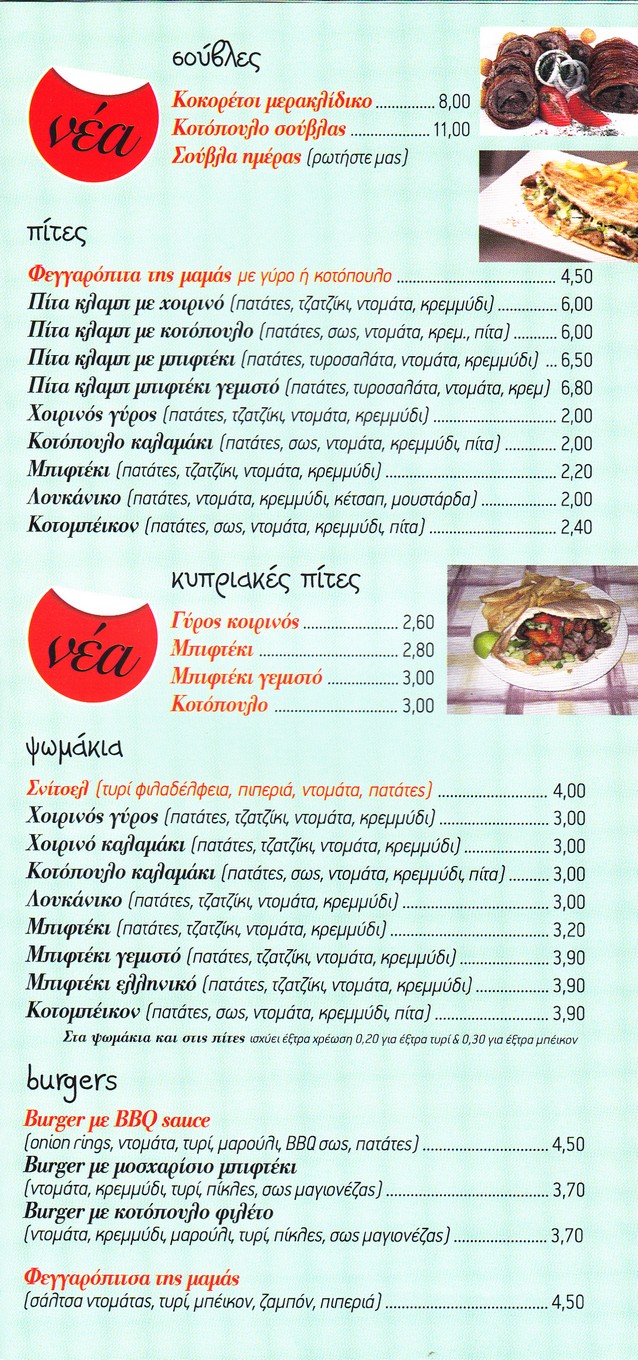 σούβλες
νέα
Κοκορέτσι μερακλίδικο .............. 8,00
Κοτόπουλο σούβλας .................. 11,00
Σούβλα ημέρας (ρωτήστε μας)
πίτες
Φεγγαρόπιτα της μαμάς με γύρο ή κοτόπουλο .................. 4,50
Πίτα κλαμπ με χοιρινό (πατάτες, τζατζίκι, ντομάτα, κρεμμύδι) .............. 6,00
Πίτα κλαμπ με κοτόπουλο (πατάτες, σως, ντομάτα, κρεμ., πίτα) .......... 6,00
Πίτα κλαμπ με μπιφτέκι (πατάτες, τυροσαλάτα, ντομάτα, κρεμμύδι) ... 6,50
Πίτα κλαμπ μπιφτέκι γεμιστό (πατάτες, τυροσαλάτα, ντομάτα, κρεμ) 6,80
Χοιρινός γύρος (πατάτες, τζατζίκι, ντομάτα, κρεμμύδι) .................. 2,00
Κοτόπουλο καλαμάκι (πατάτες, σως, ντομάτα, κρεμμύδι, πίτα) ............ 2,00
Μπιφτέκι (πατάτες, τζατζίκι, ντομάτα, κρεμμύδι) .................. 2,20
Λουκάνικο (πατάτες, ντομάτα, κρεμμύδι, κέτσαπ, μουστάρδα) ................ 2,00
Κοτομπέικον (πατάτες, σως, ντομάτα, κρεμμύδι, πίτα) .................. 2,40
κυπριακές πίτες
νέα
Γύρος κοιρινός .................. 2,60
Μπιφτέκι .................. 2,80
Μπιφτέκι γεμιστό ................ 3,00
Κοτόπουλο .................. 3,00
ψωμάκια
Σνίτσελ (τυρί φιλαδέλφεια, πιπεριά, ντομάτα, πατάτες) .................. 4,00
Χοιρινός γύρος (πατάτες, τζατζίκι, ντομάτα, κρεμμύδι) .................. 3,00
Χοιρινό καλαμάκι (πατάτες, τζατζίκι, ντομάτα, κρεμμύδι) .................. 3,00
Κοτόπουλο καλαμάκι (πατάτες, σως, ντομάτα, κρεμμύδι, πίτα) .......... 3,00
Λουκάνικο (πατάτες, τζατζίκι, ντομάτα, κρεμμύδι) .................. 3,00
Μπιφτέκι (πατάτες, τζατζίκι, ντομάτα, κρεμμύδι) .................. 3,20
Μπιφτέκι γεμιστό (πατάτες, τζατζίκι, ντομάτα, κρεμμύδι) .................. 3,90
Μπιφτέκι ελληνικό (πατάτες, τζατζίκι, ντομάτα, κρεμμύδι) ................ 3,90
Κοτομπέικον (πατάτες, σως, ντομάτα, κρεμμύδι, πίτα) .................. 3,90
Στα ψωμάκια και στις πίτες ισχύει έξτρα χρέωση 0,20 για έξτρα τυρί & 0,30 για έξτρα μπέικον
burgers
Burger με BBQ sauce
(onion rings, ντομάτα, τυρί, μαρούλι, BBQ σως, πατάτες) .................. 4,50
Burger με μοσχαρίσιο μπιφτέκι
(ντομάτα, κρεμμύδι, τυρί, πίκλες, σως μαγιονέζας) .................. 3,70
Burger με κοτόπουλο φιλέτο
(ντομάτα, κρεμμύδι, μαρούλι, τυρί, πίκλες, σως μαγιονέζας) .................. 3,70
Φεγγαρόπιτσα της μαμάς
(σάλτσα ντομάτας, τυρί, μπέικον, ζαμπόν, πιπεριά) .................. 4,50